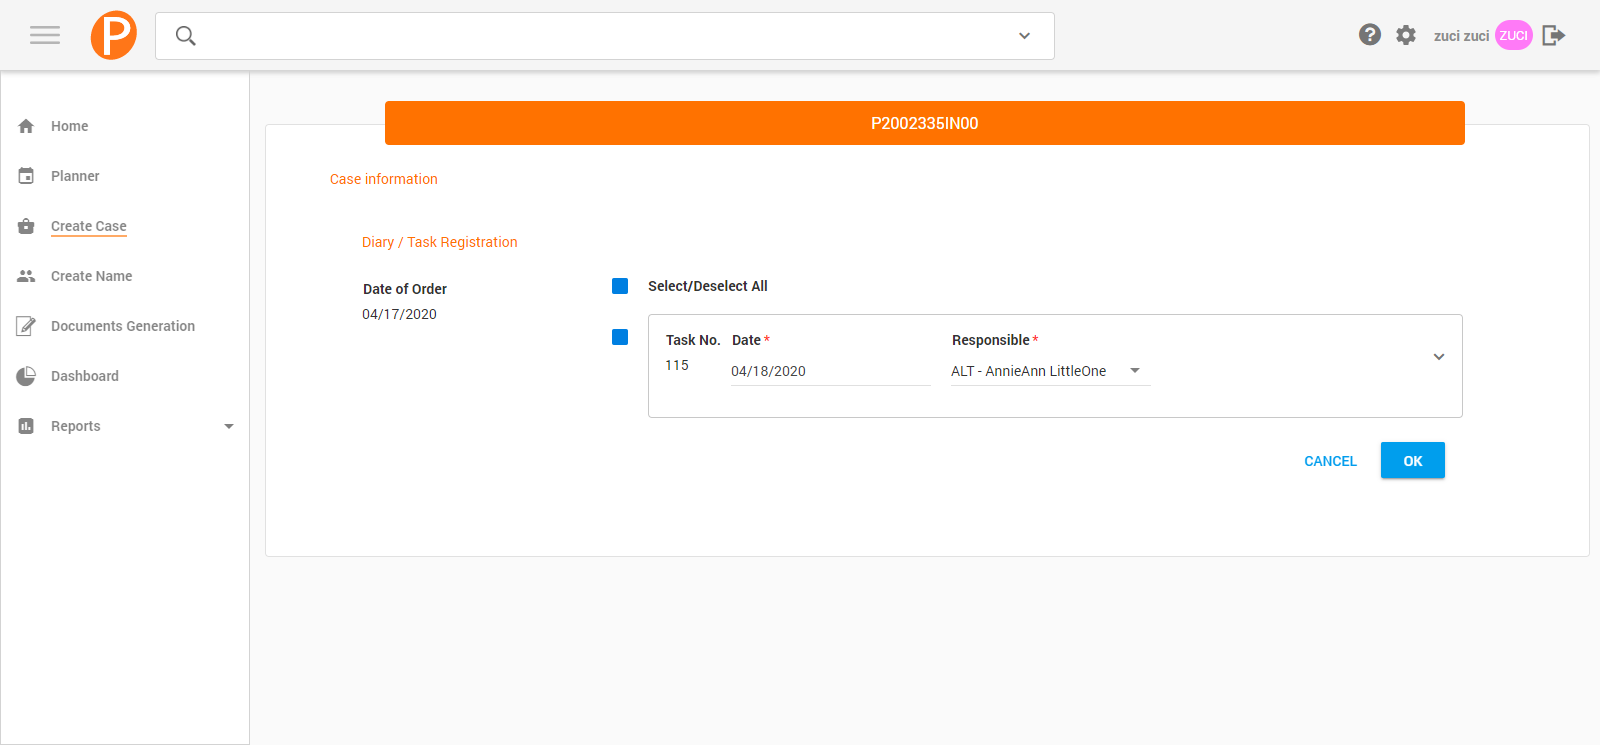 P
zuci zuci ZUCI
Home
Planner
Create Case
Create Name
Documents Generation
Dashboard
Reports
P2002335IN00
Case information
Diary / Task Registration
Date of Order
04/17/2020
Select/Deselect All
Task No. Date * Responsible *
115 04/18/2020 ALT - AnnieAnn LittleOne
CANCEL OK